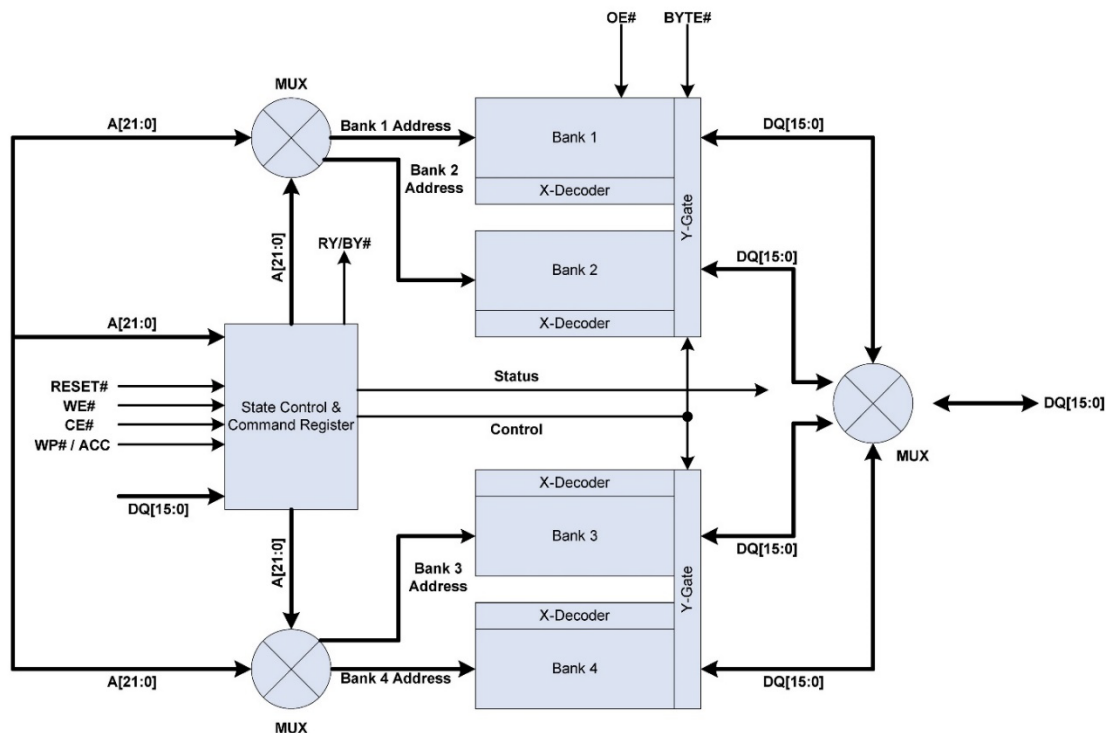 OE#
BYTE#
MUX
A[21:0]
Bank 1 Address
Bank 1
DQ[15:0]
Bank 2
Address
X-Decoder
Y-Gate
A[21:0]
RY/BY#
Bank 2
DQ[15:0]
X-Decoder
A[21:0]
RESET#
WE#
CE#
WP# / ACC
DQ[15:0]
State Control &
Command Register
Status
Control
DQ[15:0]
MUX
A[21:0]
X-Decoder
Bank 3
Bank 3
Address
DQ[15:0]
Y-Gate
X-Decoder
Bank 4
A[21:0]
Bank 4 Address
DQ[15:0]
MUX